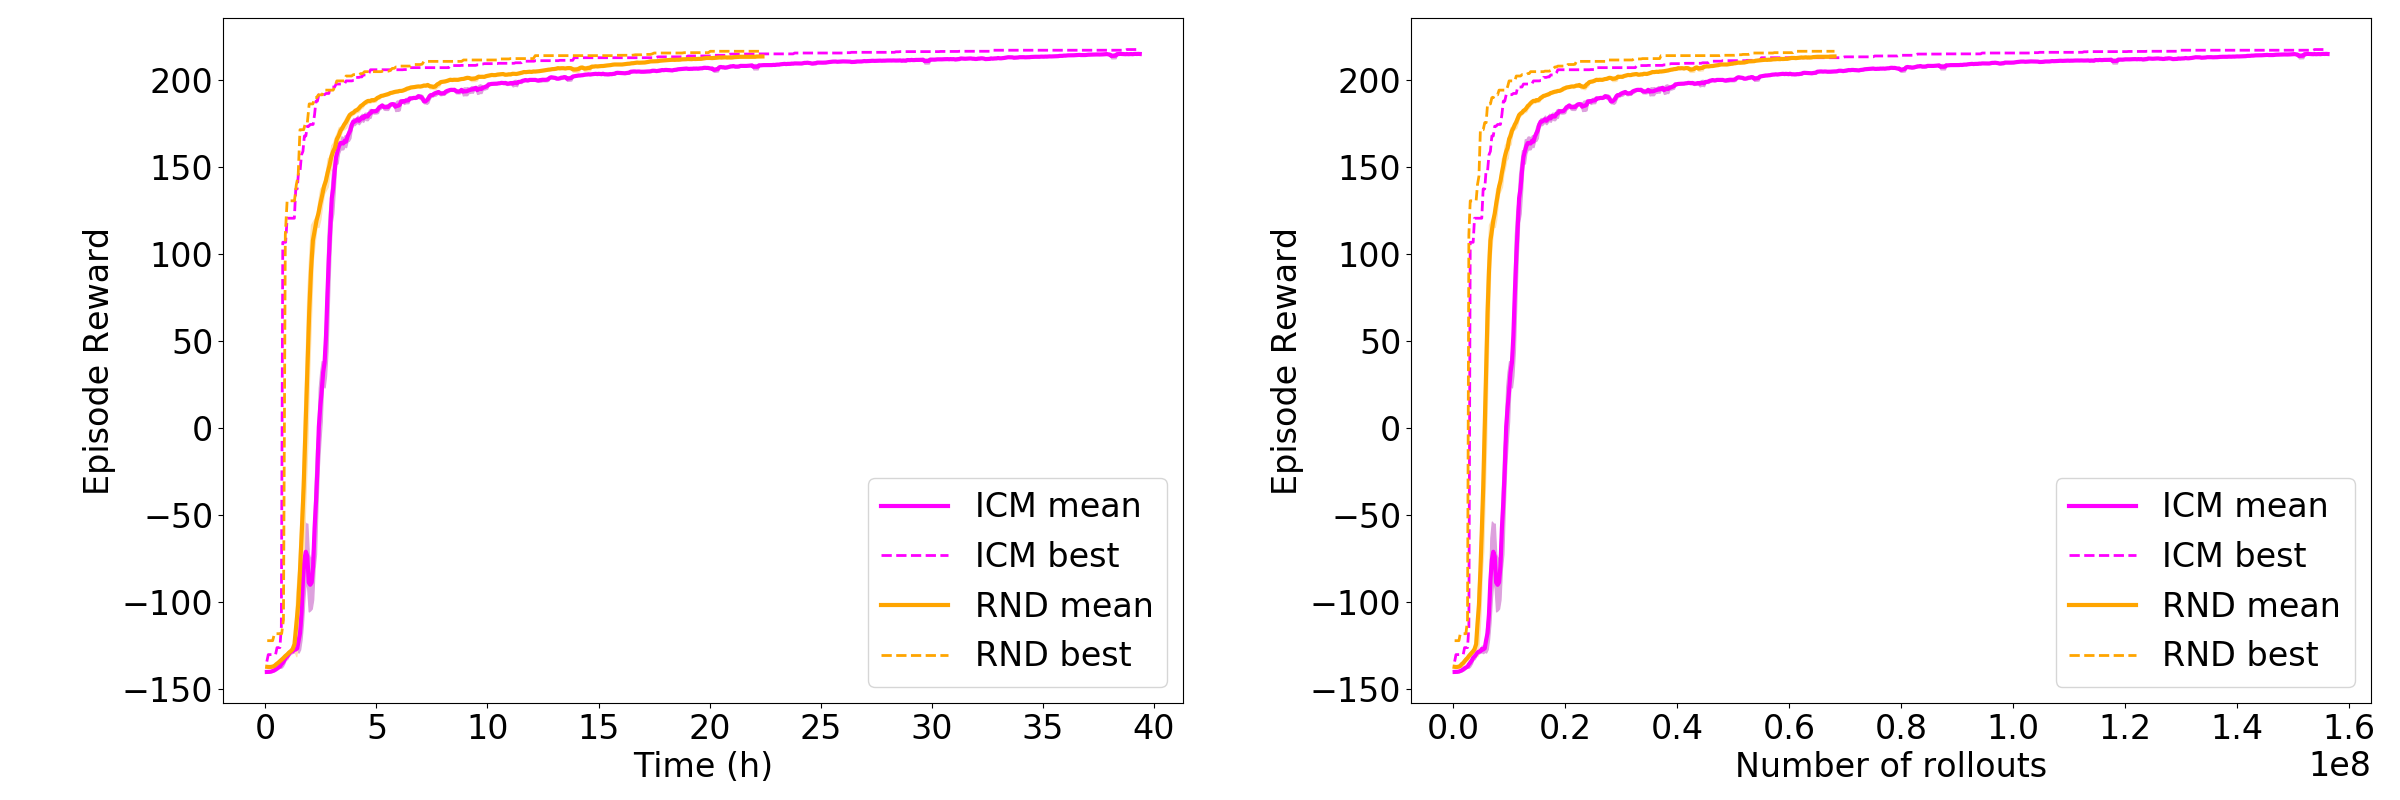 200
150
100
50
0
−50
−100
−150
Episode Reward
0 5 10 15 20 25 30 35 40
Time (h)
ICM mean
ICM best
RND mean
RND best
200
150
100
50
0
−50
−100
−150
Episode Reward
0.0 0.2 0.4 0.6 0.8 1.0 1.2 1.4 1.6
1e8
Number of rollouts
ICM mean
ICM best
RND mean
RND best